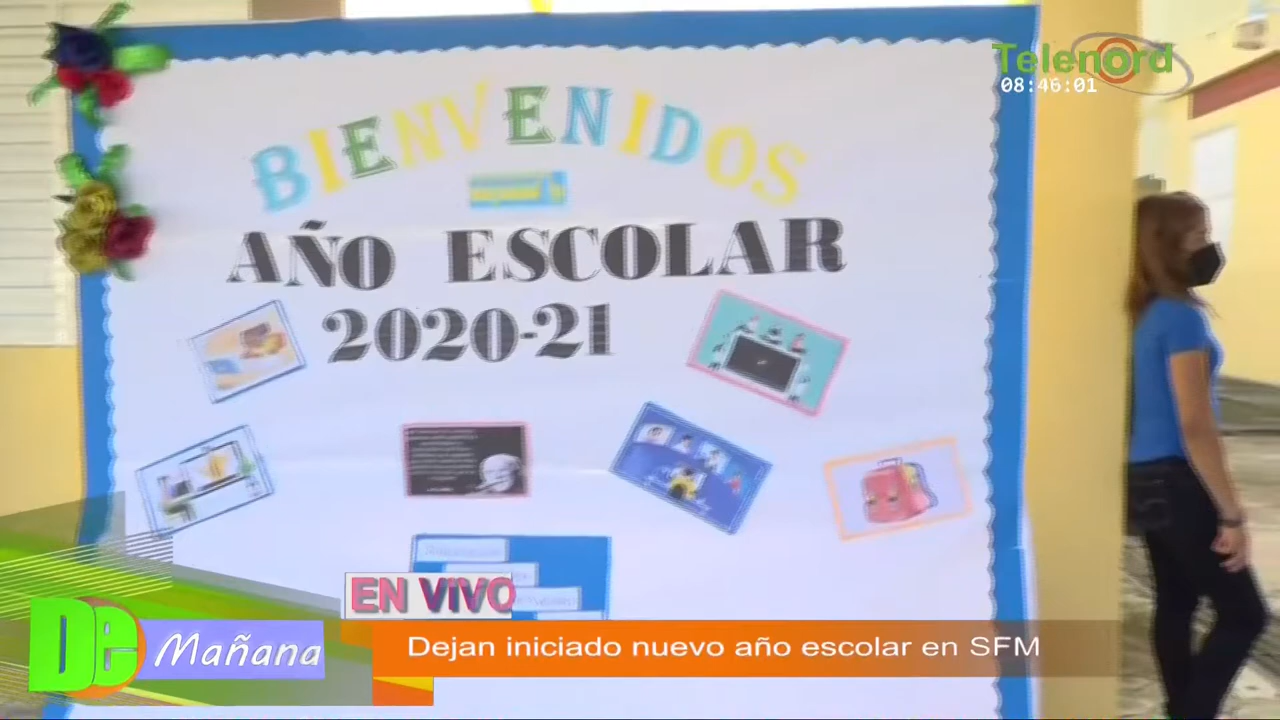 Telenord
08:46:01
BIENVENIDOS
AÑO ESCOLAR
2020-21
EN VIVO
De Mañana
Dejan iniciado nuevo año escolar en SFM